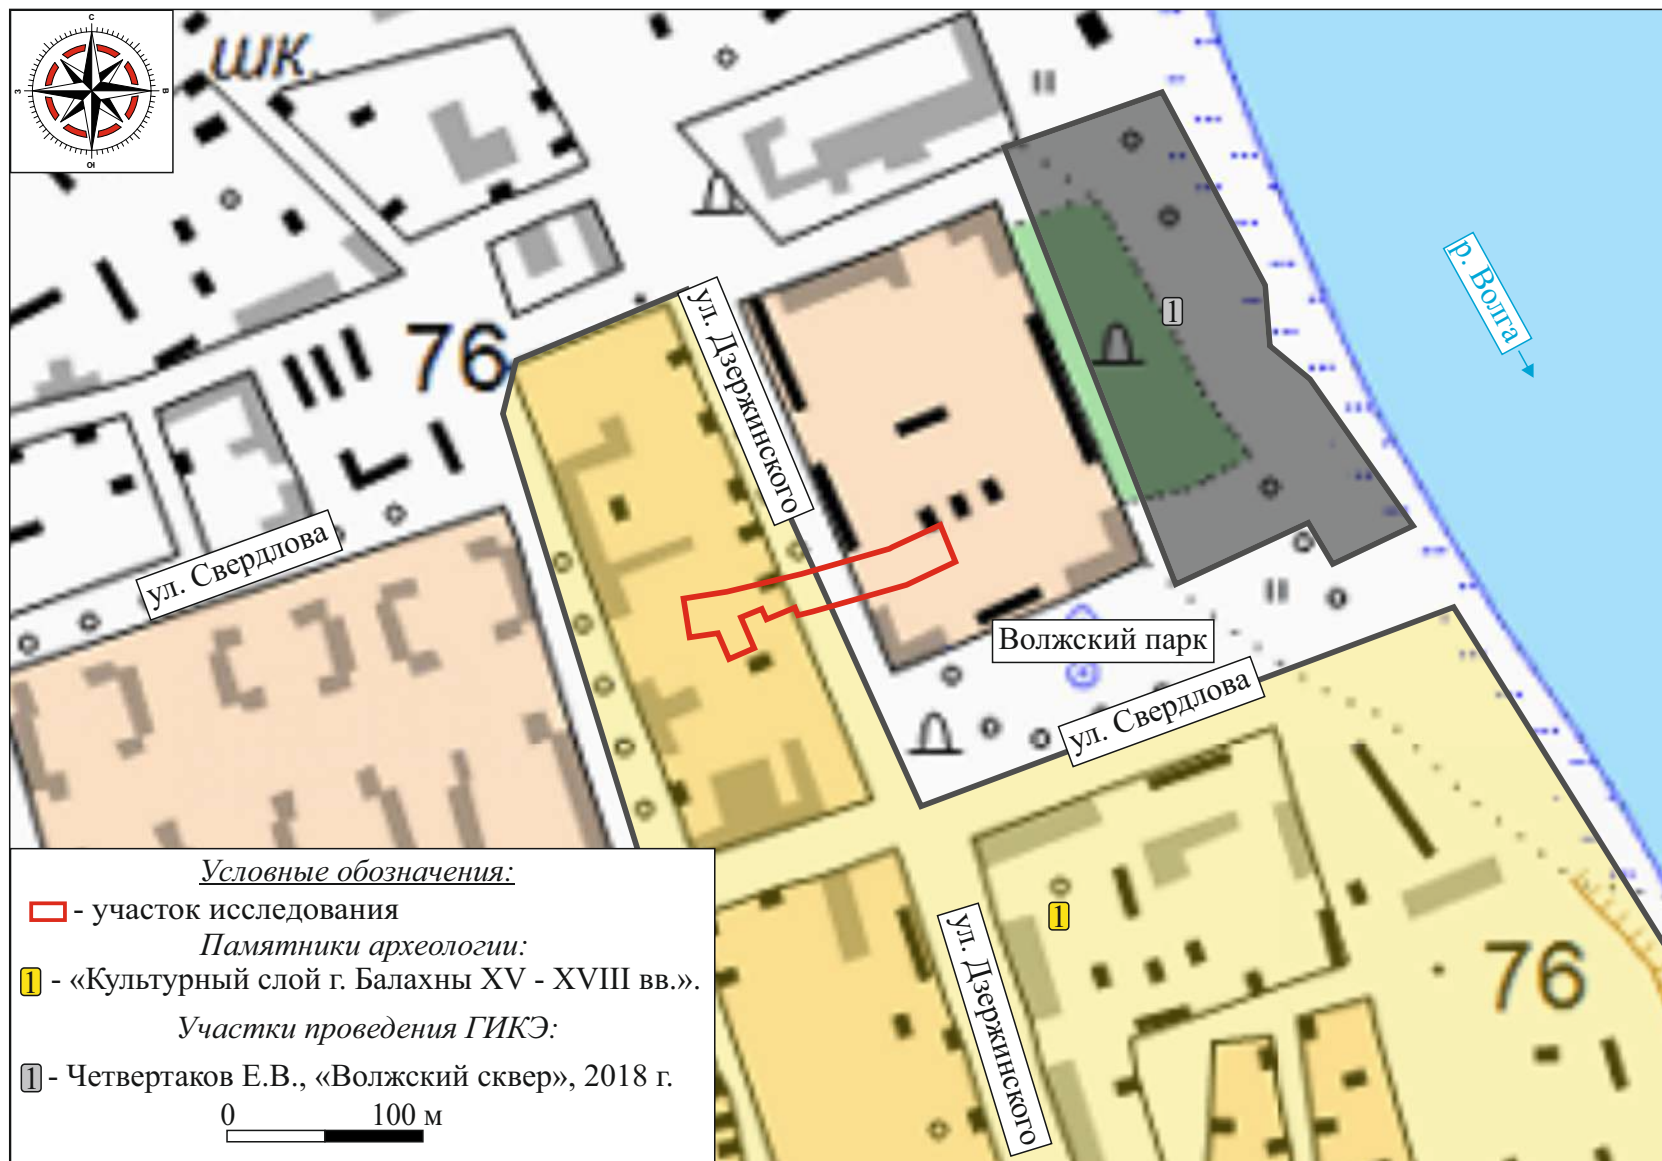 С
З
В
Ю
шк.
76
ул. Дзержинского
р. Волга
ул. Свердлова
1
Волжский парк
ул. Свердлова
1
ул. Дзержинского
76
Условные обозначения:
- участок исследования
Памятники археологии:
1 - «Культурный слой г. Балахны XV - XVIII вв.».
Участки проведения ГИКЭ:
1 - Четвертаков Е.В., «Волжский сквер», 2018 г.
0 100 м